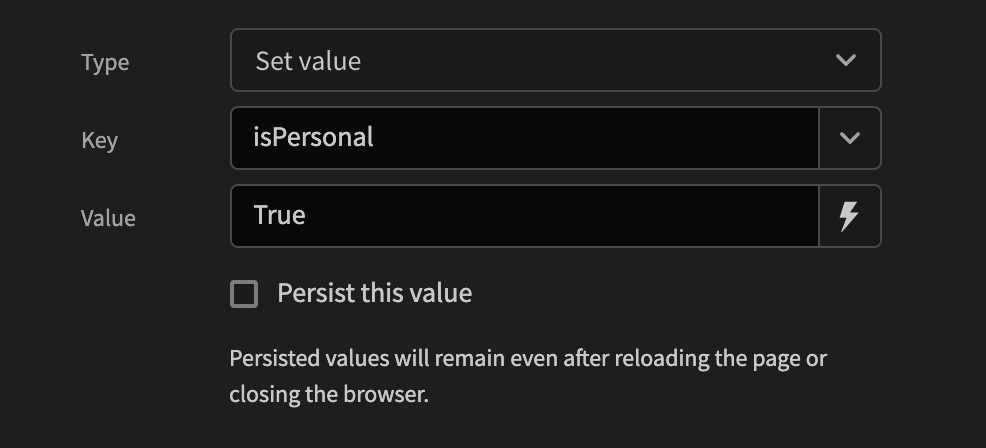 Type Set value
Key isPersonal
Value True
Persist this value
Persisted values will remain even after reloading the page or
closing the browser.